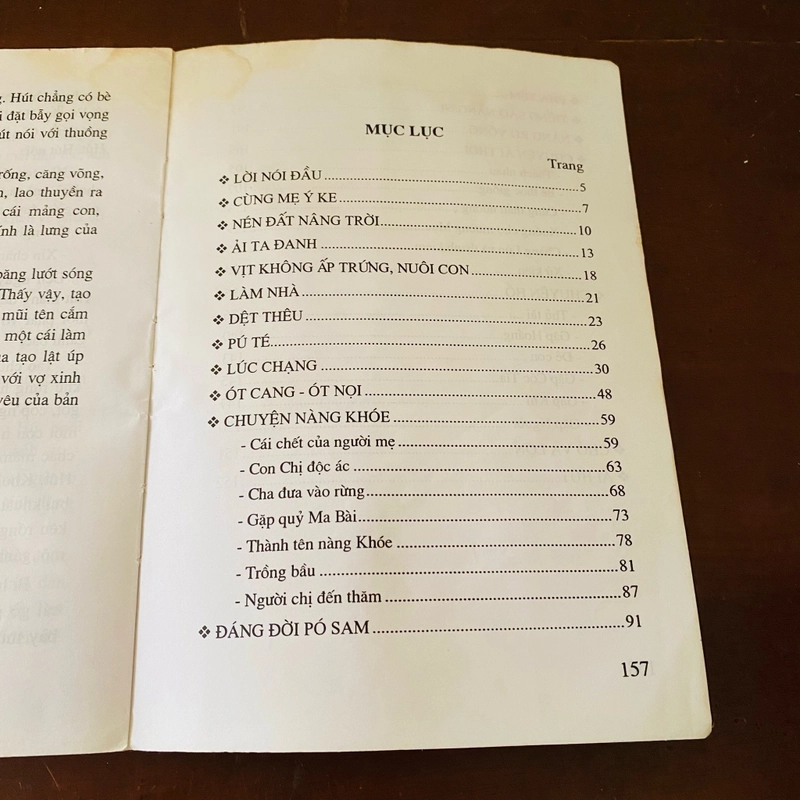 g. Hút chẳng có bè
i đặt bẫy gọi vọng
út nói với thuồng
rống, căng võng,
n, lao thuyền ra
cái mảng con,
ính là lưng của
băng lướt sóng
Thấy vậy, tạo
mũi tên cắm
một cái làm
ủa tạo lật úp
với vợ xinh
yêu của bản
MỤC LỤC
Trang
❖ LỜI NÓI ĐẦU 5
❖ CÙNG MẸ Ý KE 7
❖ NÉN ĐẤT NÂNG TRỜI 10
❖ ẢI TA ĐANH 13
❖ VỊT KHÔNG ẤP TRỨNG, NUÔI CON 18
❖ LÀM NHÀ 21
❖ DỆT THÊU 23
❖ PÚ TÉ 26
❖ LÚC CHẠNG 30
❖ ÓT CANG - ÓT NỌI 48
❖ CHUYỆN NÀNG KHÓE 59
- Cái chết của người mẹ 59
- Con Chị độc ác 63
- Cha đưa vào rừng 68
- Gặp quỷ Ma Bài 73
- Thành tên nàng Khóe 78
- Trồng bầu 81
- Người chị đến thăm 87
❖ ĐÁNG ĐỜI PÓ SAM 91
157